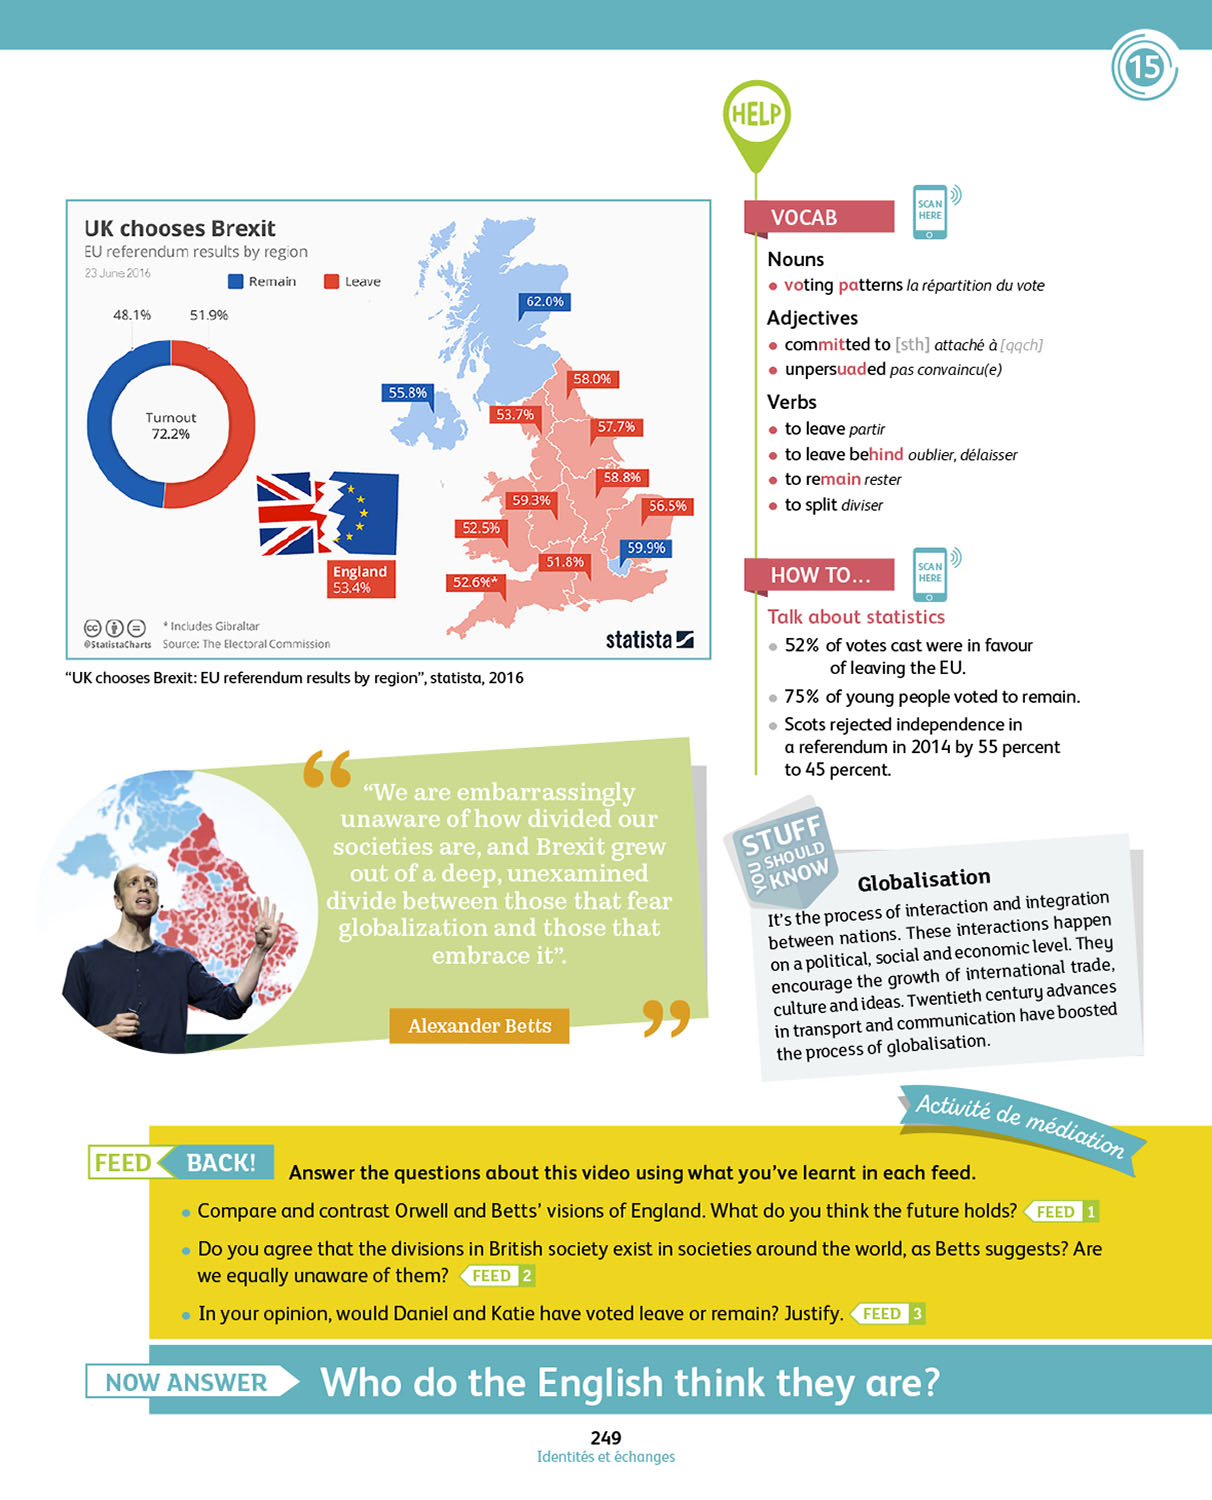 15
HELP
UK chooses Brexit
EU referendum results by region
23 June 2016
Remain
Leave
48.1%
51.9%
Turnout
72.2%
62.0%
55.8%
58.0%
53.7%
57.7%
58.8%
59.3%
56.5%
52.5%
59.9%
51.8%
52.6%*
England
53.4%
* Includes Gibraltar
@StatistaCharts Source: The Electoral Commission
statista
“UK chooses Brexit: EU referendum results by region”, statista, 2016
VOCAB
SCAN
HERE
Nouns
• voting patterns la répartition du vote
Adjectives
• committed to [sth] attaché à [qqch]
• unpersuaded pas convaincu(e)
Verbs
• to leave partir
• to leave behind oublier, délaisser
• to remain rester
• to split diviser
HOW TO...
SCAN
HERE
Talk about statistics
• 52% of votes cast were in favour
of leaving the EU.
• 75% of young people voted to remain.
• Scots rejected independence in
a referendum in 2014 by 55 percent
to 45 percent.
“
“We are embarrassingly
unaware of how divided our
societies are, and Brexit grew
out of a deep, unexamined
divide between those that fear
globalization and those that
embrace it”.
”
Alexander Betts
STUFF
YOU SHOULD
KNOW
Globalisation
It’s the process of interaction and integration
between nations. These interactions happen
on a political, social and economic level. They
encourage the growth of international trade,
culture and ideas. Twentieth century advances
in transport and communication have boosted
the process of globalisation.
Activité de médiation
FEED BACK!
Answer the questions about this video using what you’ve learnt in each feed.
• Compare and contrast Orwell and Betts’ visions of England. What do you think the future holds? FEED 1
• Do you agree that the divisions in British society exist in societies around the world, as Betts suggests? Are
we equally unaware of them? FEED 2
• In your opinion, would Daniel and Katie have voted leave or remain? Justify. FEED 3
NOW ANSWER Who do the English think they are?
249
Identités et échanges